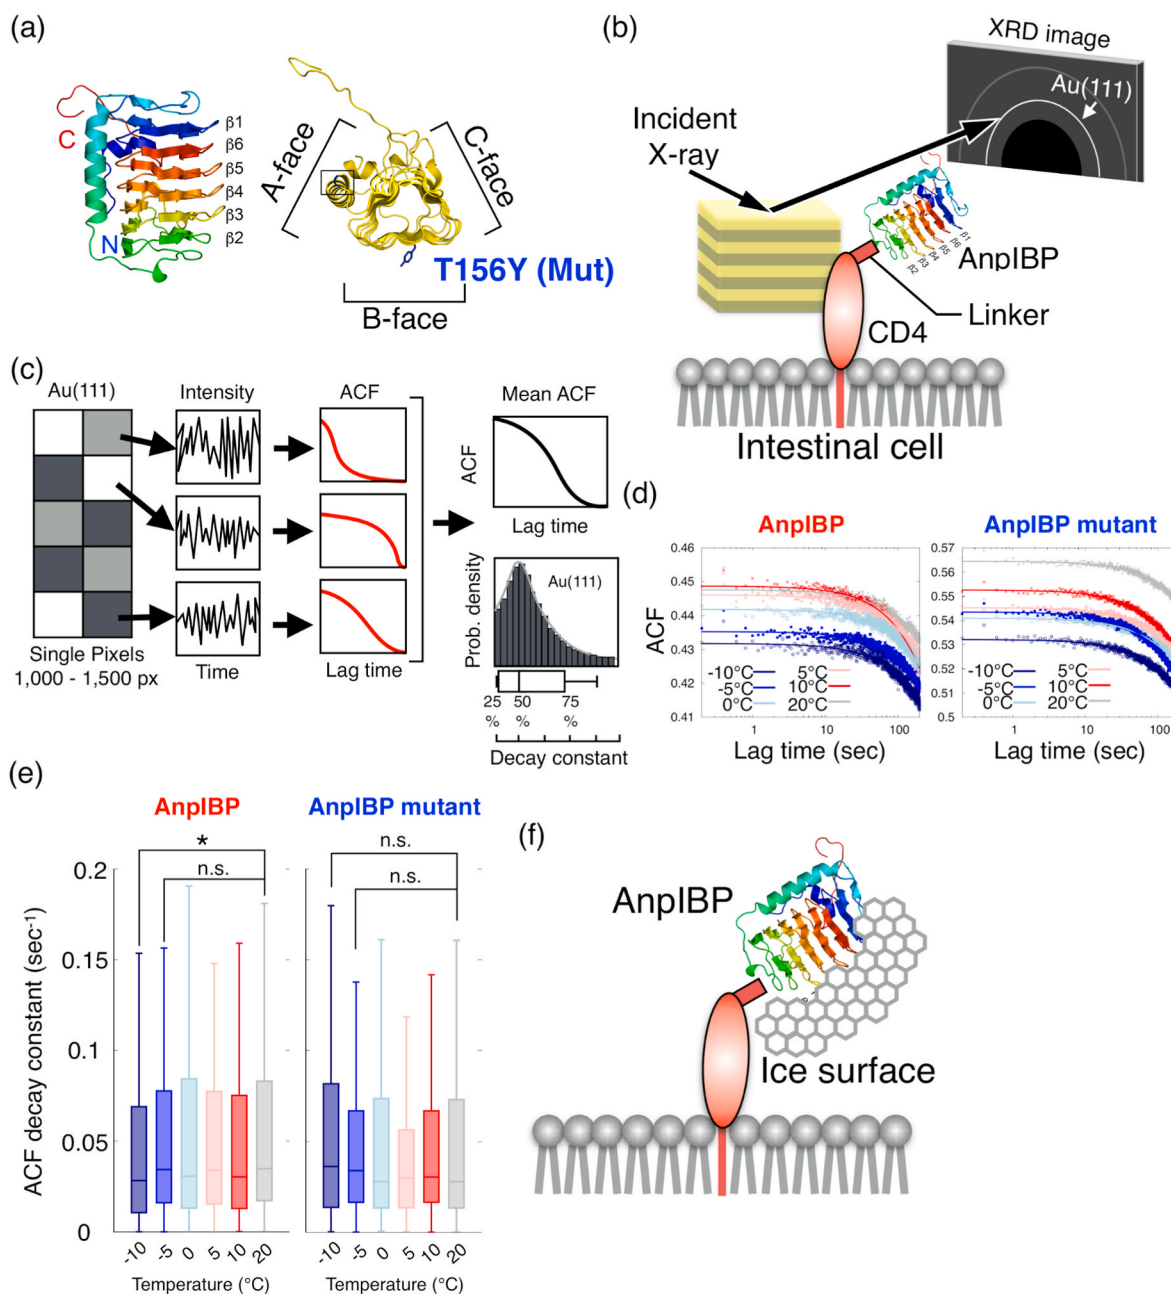 (a)
C
N
β1
β6
β5
β4
β3
β2
A-face
C-face
T156Y (Mut)
B-face
(b)
XRD image
Au(111)
Incident
X-ray
β1
β6
β5
β4
β3
β2
AnpIBP
Linker
CD4
Intestinal cell
(c)
Au(111)
Intensity
ACF
Mean ACF
ACF
Lag time
Single Pixels
1,000 - 1,500 px
Time
Lag time
Prob. density
Au(111)
25 50 75
% % %
Decay constant
(d)
AnpIBP
AnpIBP mutant
ACF
0.46
0.45
0.44
0.43
0.42
0.41
-10°C 5°C
-5°C 10°C
0°C 20°C
1 10 100
Lag time (sec)
0.57
0.56
0.55
0.54
0.53
0.52
0.51
0.5
-10°C 5°C
-5°C 10°C
0°C 20°C
1 10 100
Lag time (sec)
(e)
AnpIBP
AnpIBP mutant
*
n.s.
n.s.
n.s.
ACF decay constant (sec⁻¹)
0.2
0.15
0.1
0.05
0
-10 -5 0 5 10 20
Temperature (°C)
-10 -5 0 5 10 20
Temperature (°C)
(f)
AnpIBP
Ice surface